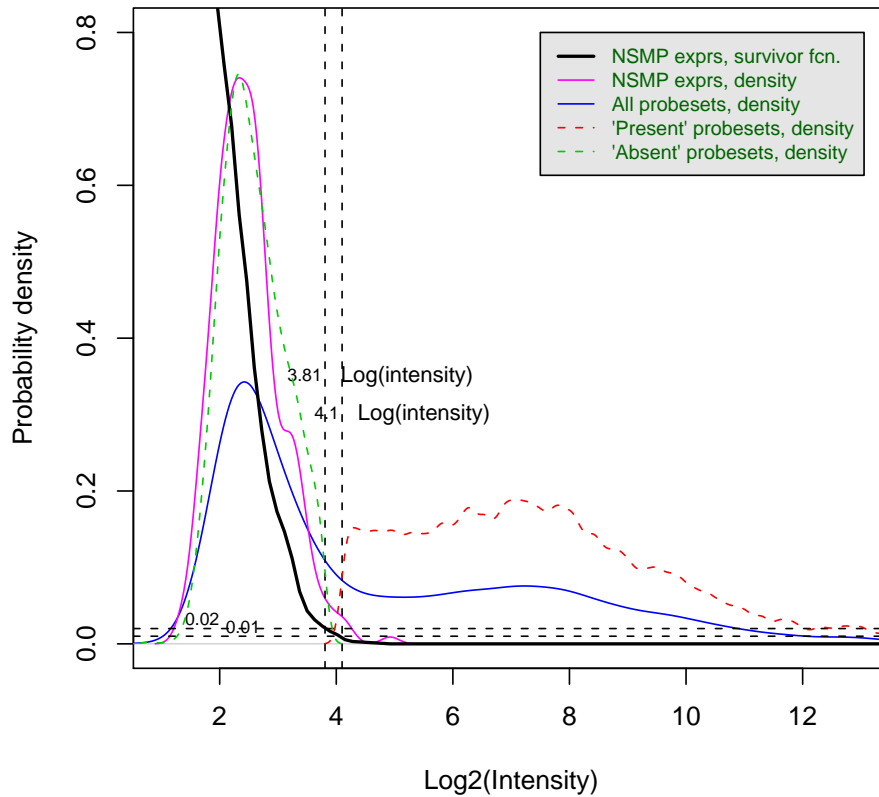 NSMP exprs, survivor fcn.
NSMP exprs, density
All probesets, density
'Present' probesets, density
'Absent' probesets, density
Probability density
0.8
0.6
0.4
0.2
0.0
3.81 Log(intensity)
4.1 Log(intensity)
0.02
0.01
2 4 6 8 10 12
Log2(Intensity)